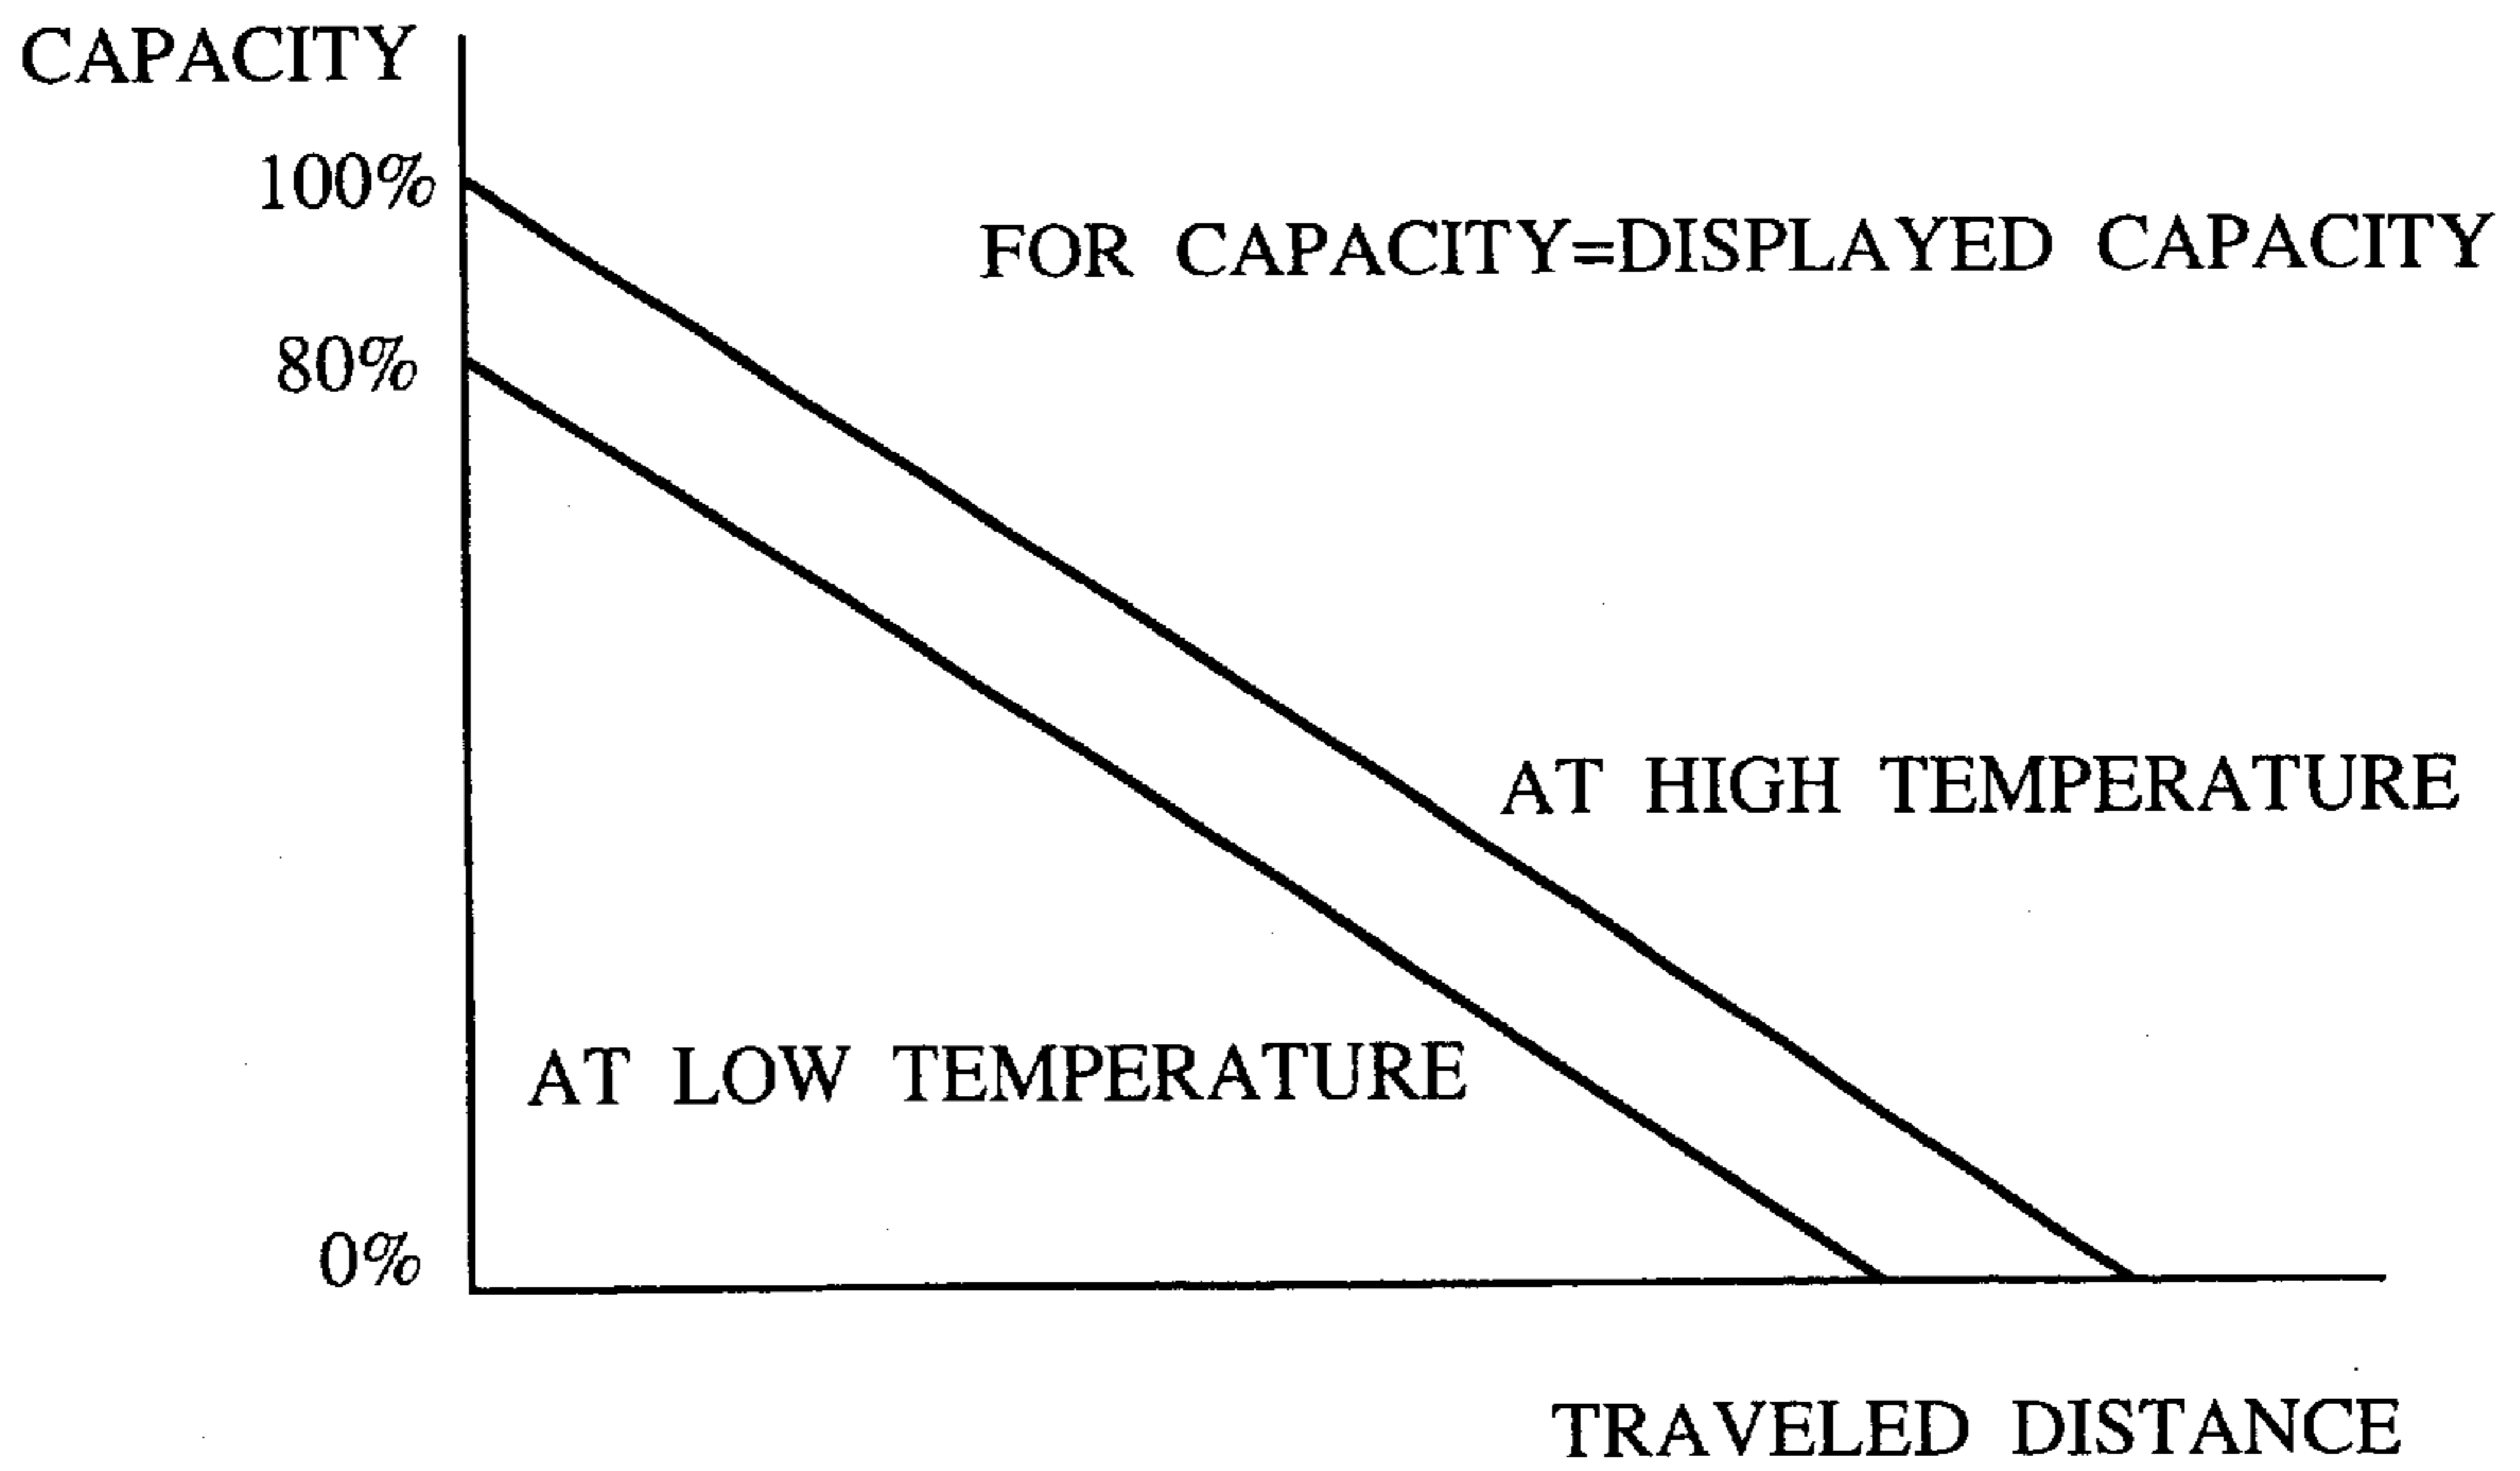 CAPACITY
100%
FOR CAPACITY=DISPLAYED CAPACITY
80%
AT HIGH TEMPERATURE
AT LOW TEMPERATURE
0%
TRAVELED DISTANCE